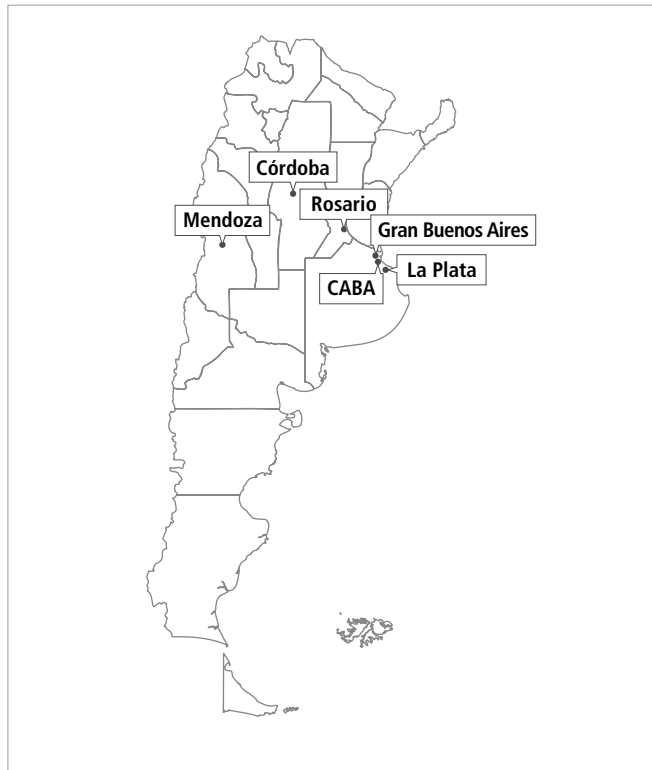 Córdoba
Rosario
Mendoza
Gran Buenos Aires
La Plata
CABA